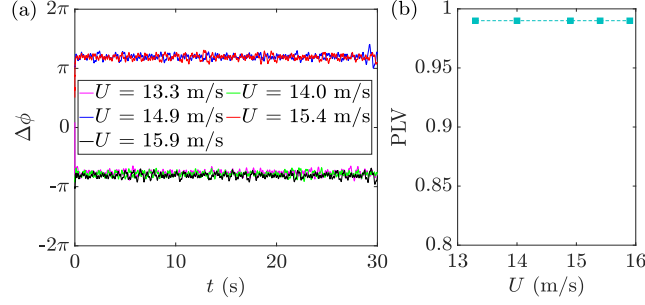 (a)
2π
π
0
-π
-2π
Δϕ
U = 13.3 m/s U = 14.0 m/s
U = 14.9 m/s U = 15.4 m/s
U = 15.9 m/s
0 10 20 30
t (s)
(b)
1
0.95
0.9
0.85
0.8
PLV
13 14 15 16
U (m/s)